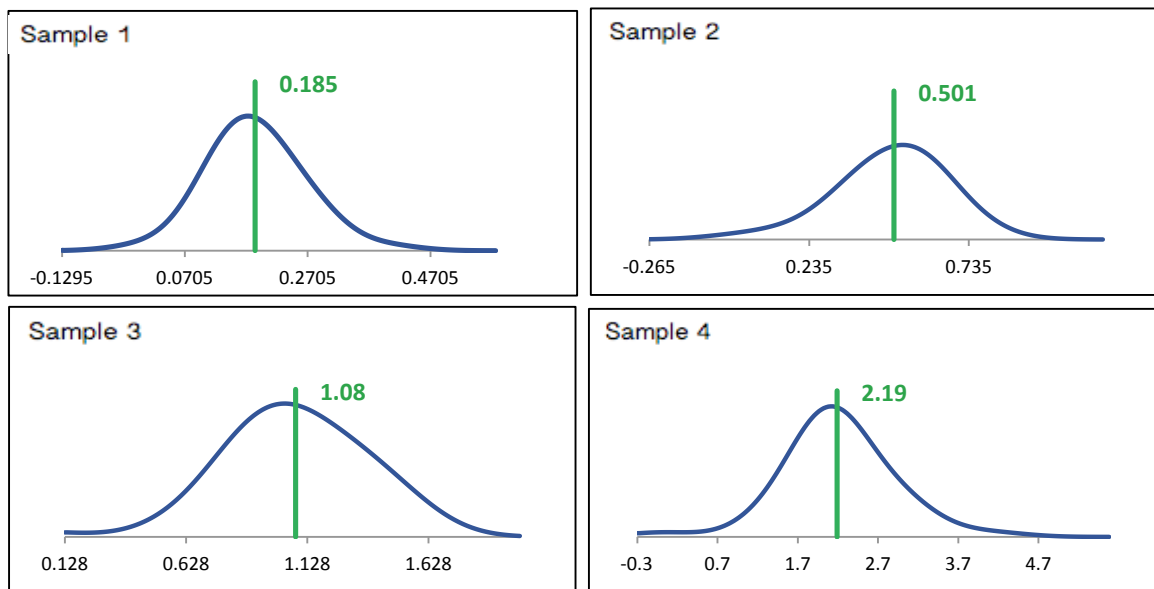 Sample 1
0.185
-0.1295 0.0705 0.2705 0.4705
Sample 2
0.501
-0.265 0.235 0.735
Sample 3
1.08
0.128 0.628 1.128 1.628
Sample 4
2.19
-0.3 0.7 1.7 2.7 3.7 4.7